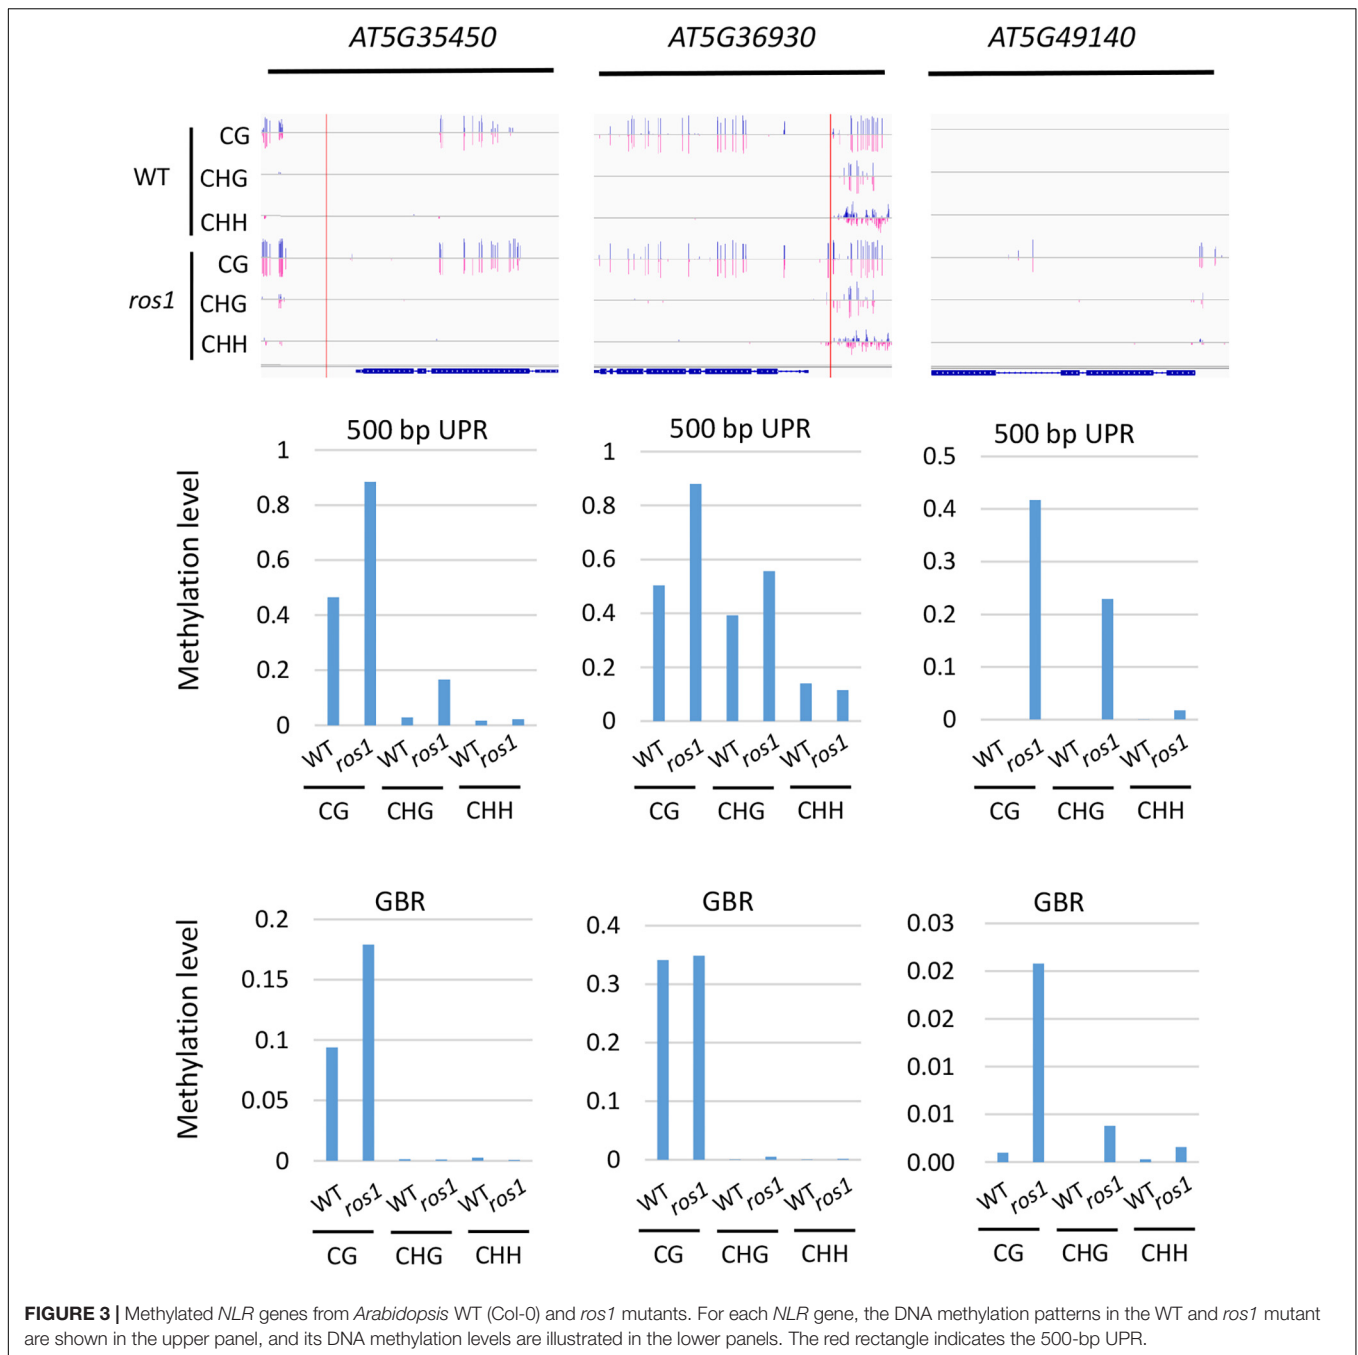 AT5G35450 AT5G36930 AT5G49140
WT
CG
CHG
CHH
ros1
CG
CHG
CHH
500 bp UPR
Methylation level
1
0.8
0.6
0.4
0.2
0
WT ros1 WT ros1 WT ros1
CG CHG CHH
500 bp UPR
1
0.8
0.6
0.4
0.2
0
WT ros1 WT ros1 WT ros1
CG CHG CHH
500 bp UPR
0.5
0.4
0.3
0.2
0.1
0
WT ros1 WT ros1 WT ros1
CG CHG CHH
GBR
Methylation level
0.2
0.15
0.1
0.05
0
WT ros1 WT ros1 WT ros1
CG CHG CHH
GBR
0.4
0.3
0.2
0.1
0
WT ros1 WT ros1 WT ros1
CG CHG CHH
GBR
0.03
0.02
0.02
0.01
0.01
0.00
WT ros1 WT ros1 WT ros1
CG CHG CHH
FIGURE 3 | Methylated NLR genes from Arabidopsis WT (Col-0) and ros1 mutants. For each NLR gene, the DNA methylation patterns in the WT and ros1 mutant
are shown in the upper panel, and its DNA methylation levels are illustrated in the lower panels. The red rectangle indicates the 500-bp UPR.